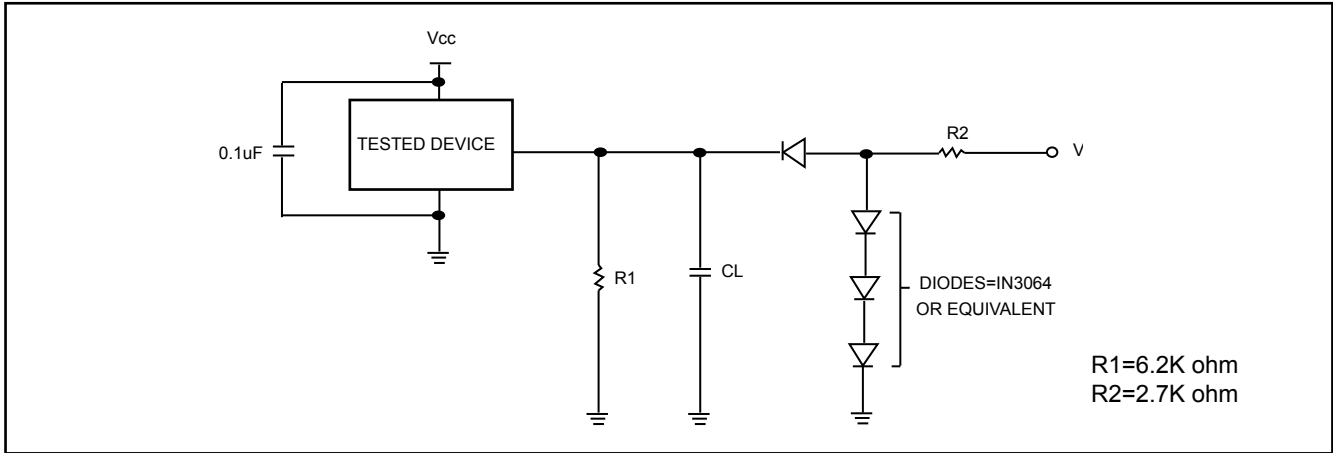 Vcc
0.1uF
TESTED DEVICE
R2
V
R1
CL
DIODES=IN3064
OR EQUIVALENT
R1=6.2K ohm
R2=2.7K ohm